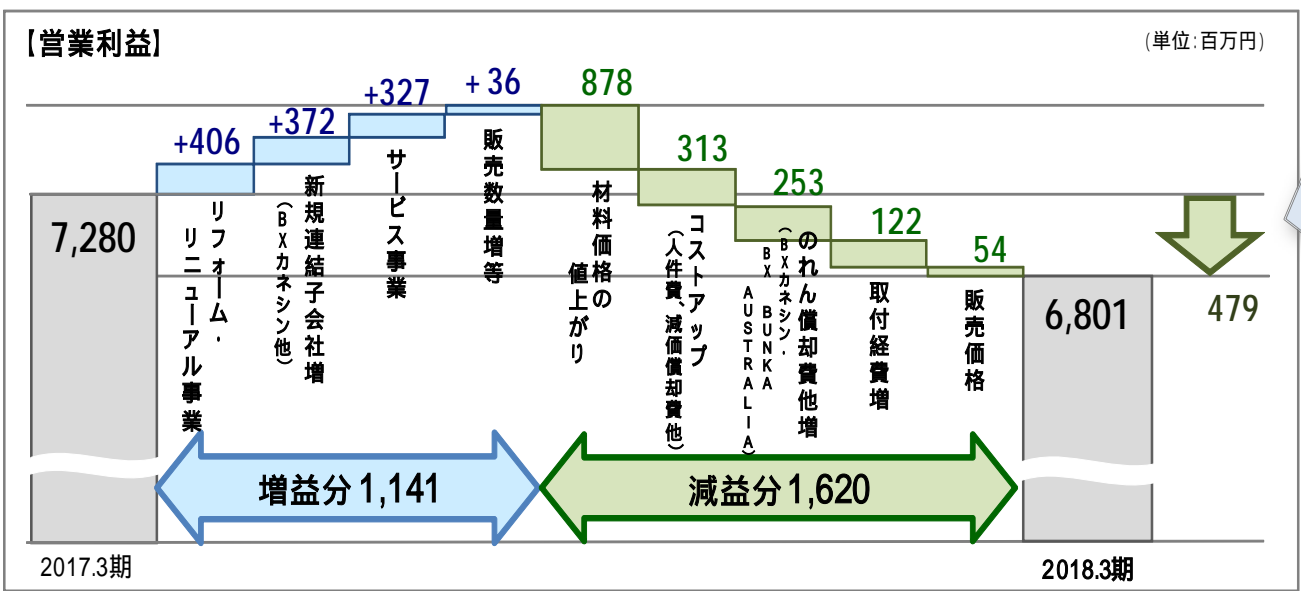 【営業利益】
(単位:百万円)
+406
+372
+327
+ 36
878
313
253
122
54
7,280
リフォーム・
リニューアル事業
新規連結子会社増
(BXカネシン他)
サービス事業
販売数量増等
材料価格の
値上がり
コストアップ
(人件費、減価償却費他)
のれん償却費他増
(BXカネシン・
BX BUNKA
AUSTRALIA)
取付経費増
販売価格
6,801
479
増益分 1,141
減益分 1,620
2017.3期
2018.3期